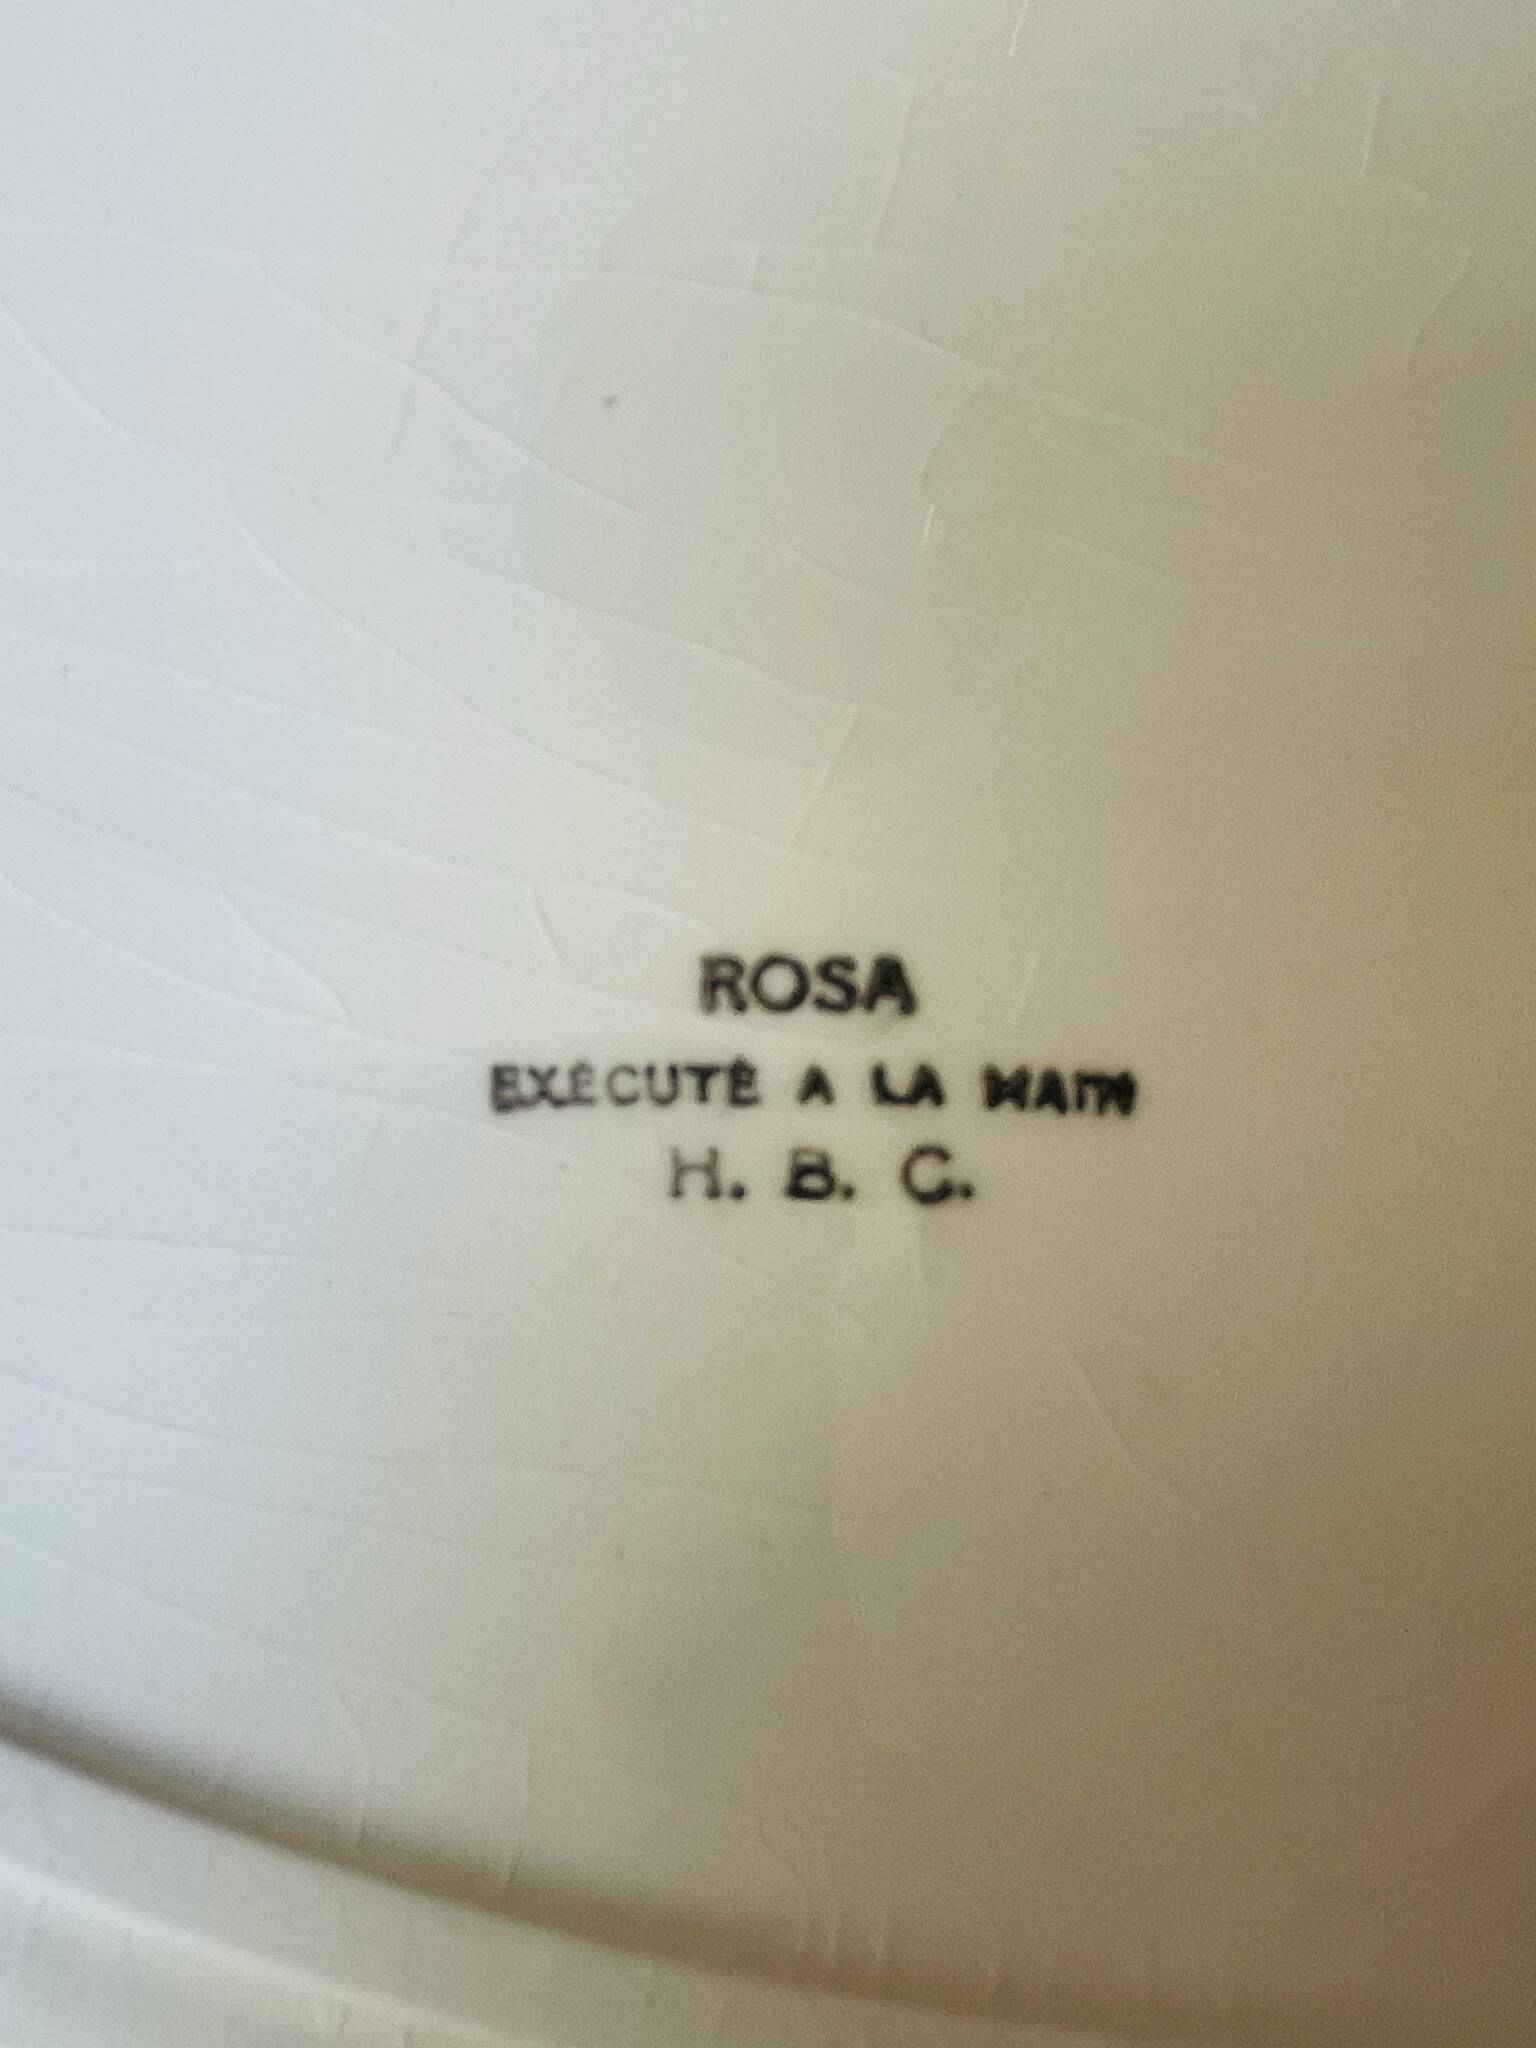 ROSA
EXÉCUTÉ A LA MAIN
H. B. C.